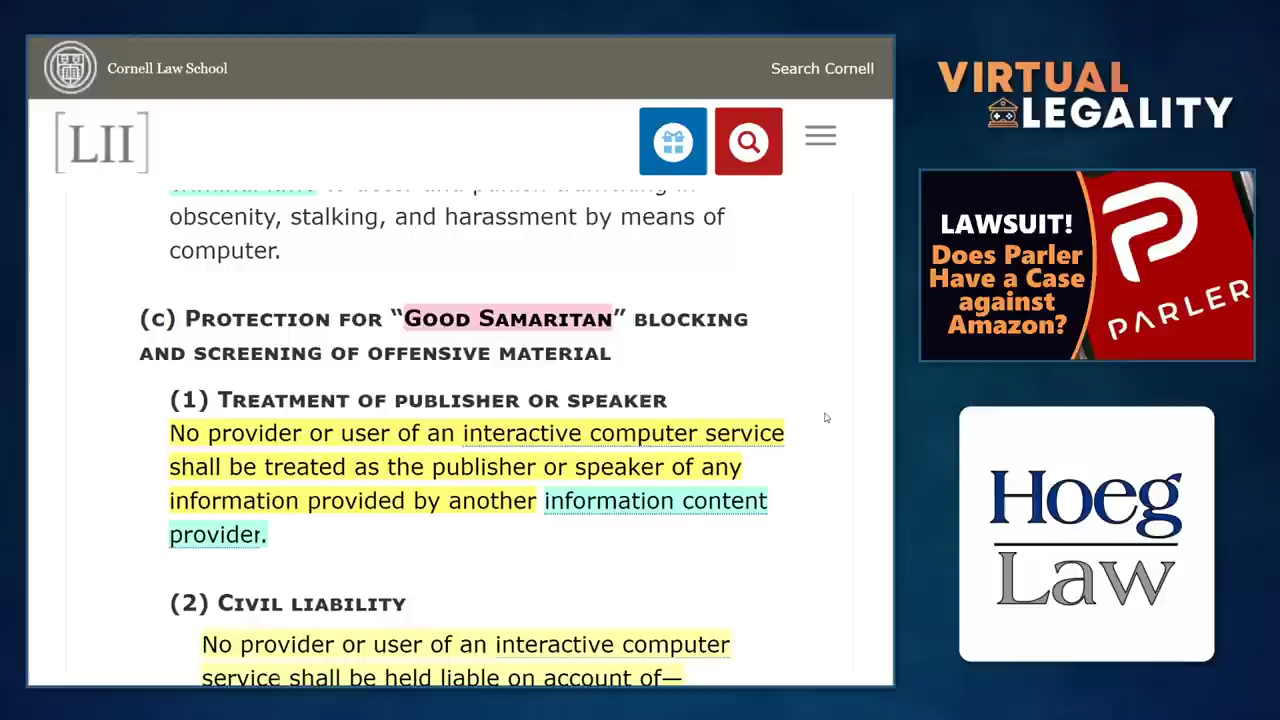 Cornell Law School
Search Cornell
[LII]
obscenity, stalking, and harassment by means of
computer.
(c) PROTECTION FOR “GOOD SAMARITAN” BLOCKING
AND SCREENING OF OFFENSIVE MATERIAL
(1) TREATMENT OF PUBLISHER OR SPEAKER
No provider or user of an interactive computer service
shall be treated as the publisher or speaker of any
information provided by another information content
provider.
(2) CIVIL LIABILITY
No provider or user of an interactive computer
service shall be held liable on account of—
VIRTUAL
LEGALITY
LAWSUIT!
Does Parler
Have a Case
against
Amazon?
PARLER
Hoeg
Law